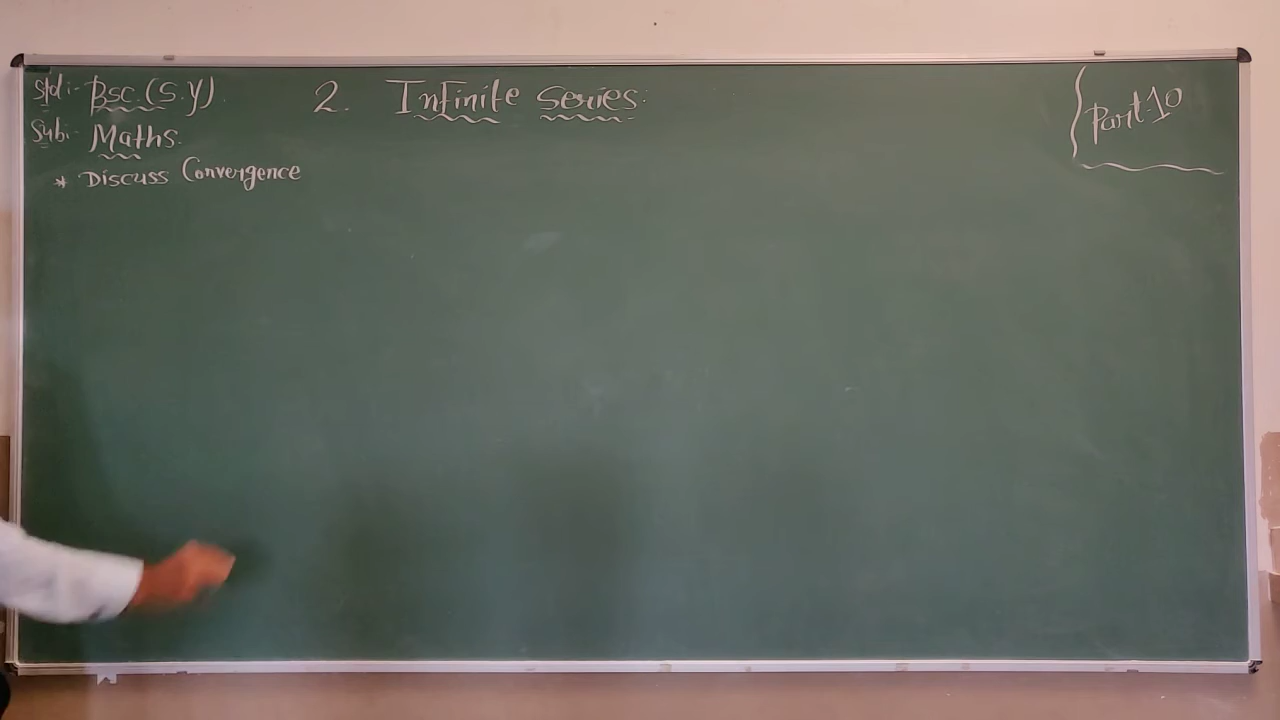 Std:- Bsc.(S.Y)
2. Infinite series:
Part-10
Sub:- Maths.
* Discuss Convergence